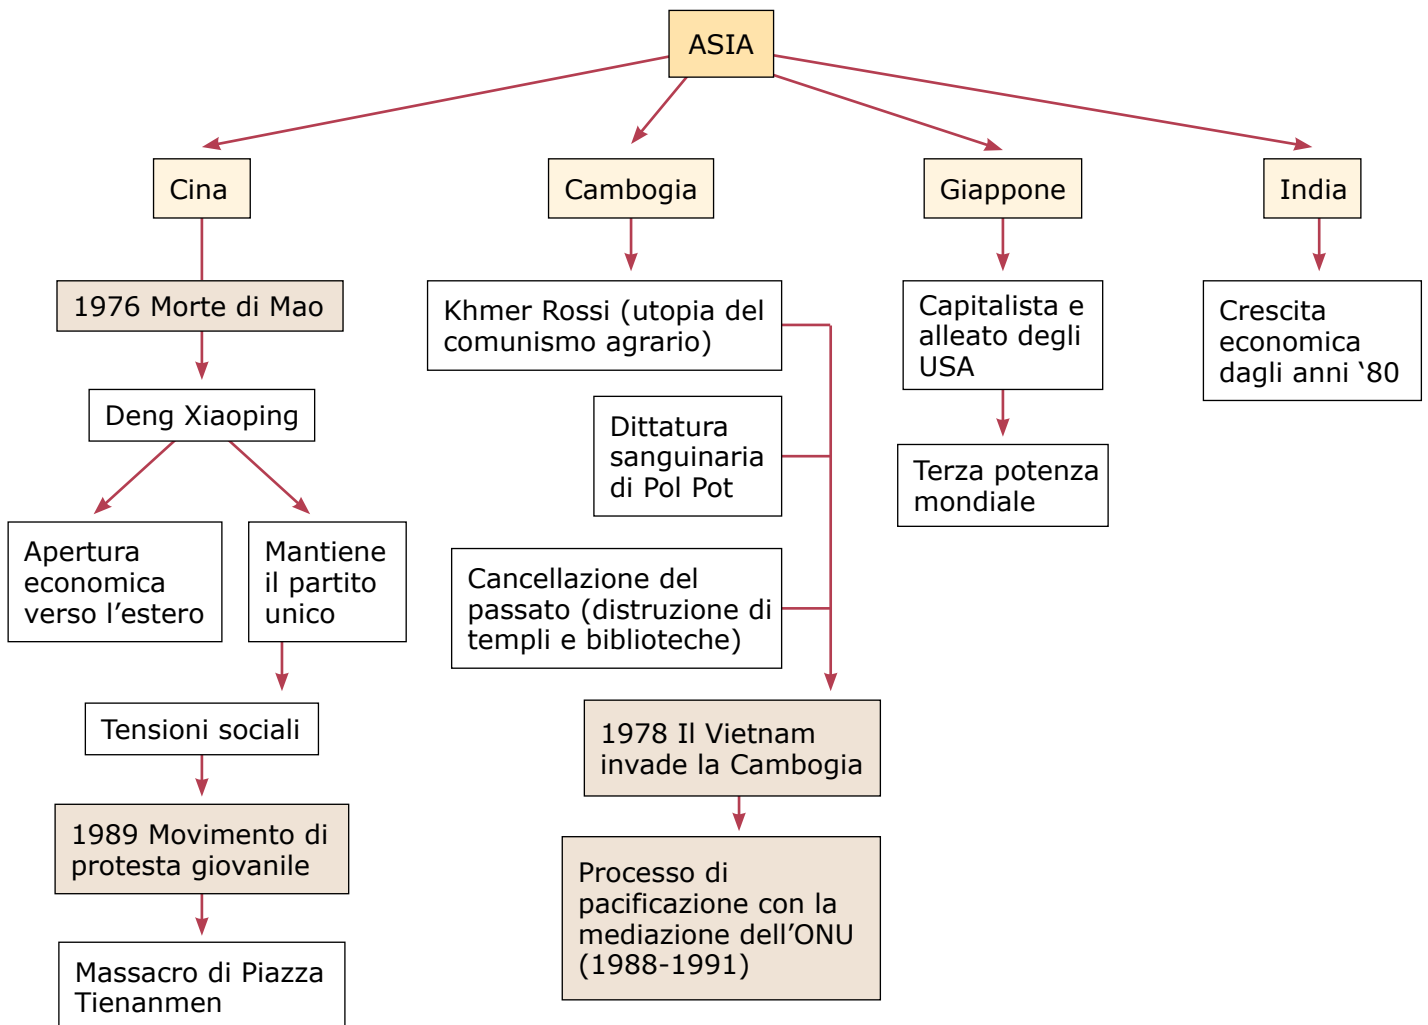 ASIA
Cina
Cambogia
Giappone
India
1976 Morte di Mao
Deng Xiaoping
Apertura
economica
verso l’estero
Mantiene
il partito
unico
Tensioni sociali
1989 Movimento di
protesta giovanile
Massacro di Piazza
Tienanmen
Khmer Rossi (utopia del
comunismo agrario)
Dittatura
sanguinaria
di Pol Pot
Cancellazione del
passato (distruzione di
templi e biblioteche)
1978 Il Vietnam
invade la Cambogia
Processo di
pacificazione con la
mediazione dell’ONU
(1988-1991)
Capitalista e
alleato degli
USA
Terza potenza
mondiale
Crescita
economica
dagli anni ‘80